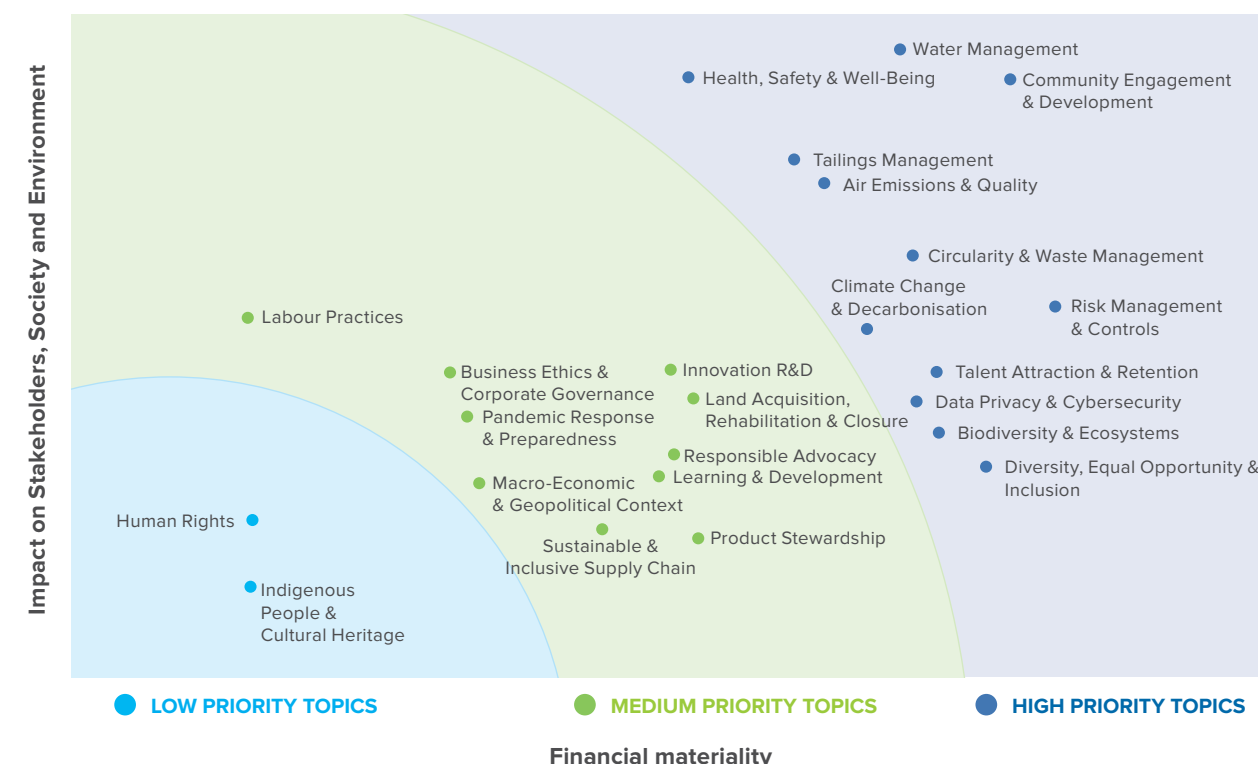 Impact on Stakeholders, Society and Environment
Water Management
Health, Safety & Well-Being
Community Engagement
& Development
Tailings Management
Air Emissions & Quality
Circularity & Waste Management
Climate Change
& Decarbonisation
Risk Management
& Controls
Labour Practices
Business Ethics &
Corporate Governance
Innovation R&D
Talent Attraction & Retention
Land Acquisition,
Rehabilitation & Closure
Data Privacy & Cybersecurity
Pandemic Response
& Preparedness
Biodiversity & Ecosystems
Responsible Advocacy
Learning & Development
Diversity, Equal Opportunity &
Inclusion
Macro-Economic
& Geopolitical Context
Human Rights
Sustainable &
Inclusive Supply Chain
Product Stewardship
Indigenous
People &
Cultural Heritage
LOW PRIORITY TOPICS
MEDIUM PRIORITY TOPICS
HIGH PRIORITY TOPICS
Financial materiality